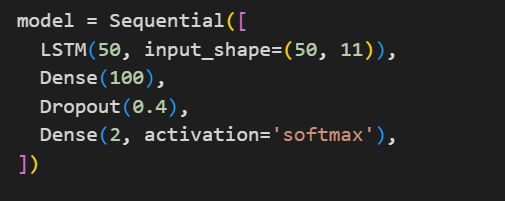 model = Sequential([
  LSTM(50, input_shape=(50, 11)),
  Dense(100),
  Dropout(0.4),
  Dense(2, activation='softmax'),
])